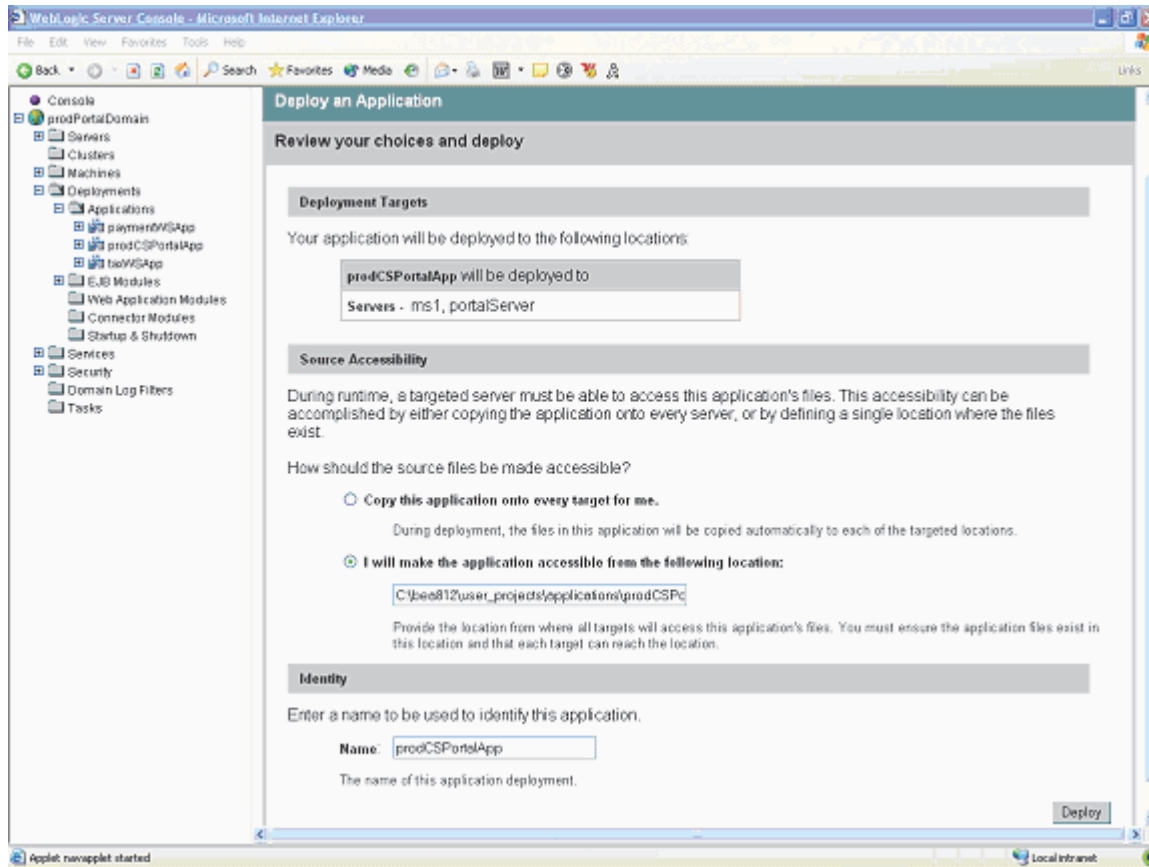 WebLogic Server Console - Microsoft Internet Explorer
File Edit View Favorites Tools Help
Back Search Favorites Media Links
Console
prodPortalDomain
Servers
Clusters
Machines
Deployments
Applications
paymentWSApp
prodCSPortalApp
EJB Modules
Web Application Modules
Connector Modules
Startup & Shutdown
Services
Security
Domain Log Filters
Tasks
Deploy an Application
Review your choices and deploy
Deployment Targets
Your application will be deployed to the following locations:
prodCSPortalApp will be deployed to
Servers - ms1, portalServer
Source Accessibility
During runtime, a targeted server must be able to access this application's files. This accessibility can be
accomplished by either copying the application onto every server, or by defining a single location where the files
exist.
How should the source files be made accessible?
Copy this application onto every target for me.
During deployment, the files in this application will be copied automatically to each of the targeted locations.
I will make the application accessible from the following location:
C:\bea812\user_projects\applications\prodCSPo
Provide the location from where all targets will access this application's files. You must ensure the application files exist in
this location and that each target can reach the location.
Identity
Enter a name to be used to identify this application.
Name: prodCSPortalApp
The name of this application deployment.
Deploy
Applet navapplet started
Local intranet